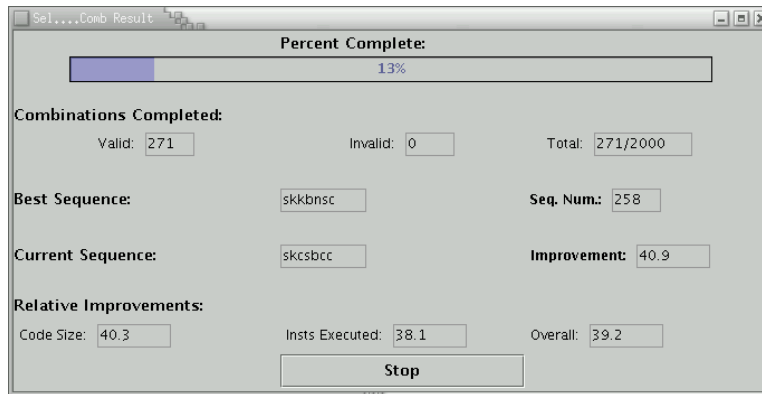 Sel....Comb Result
Percent Complete:
13%
Combinations Completed:
Valid: 271 Invalid: 0 Total: 271/2000
Best Sequence: skkbnsc Seq. Num.: 258
Current Sequence: skcsbcc Improvement: 40.9
Relative Improvements:
Code Size: 40.3 Insts Executed: 38.1 Overall: 39.2
Stop